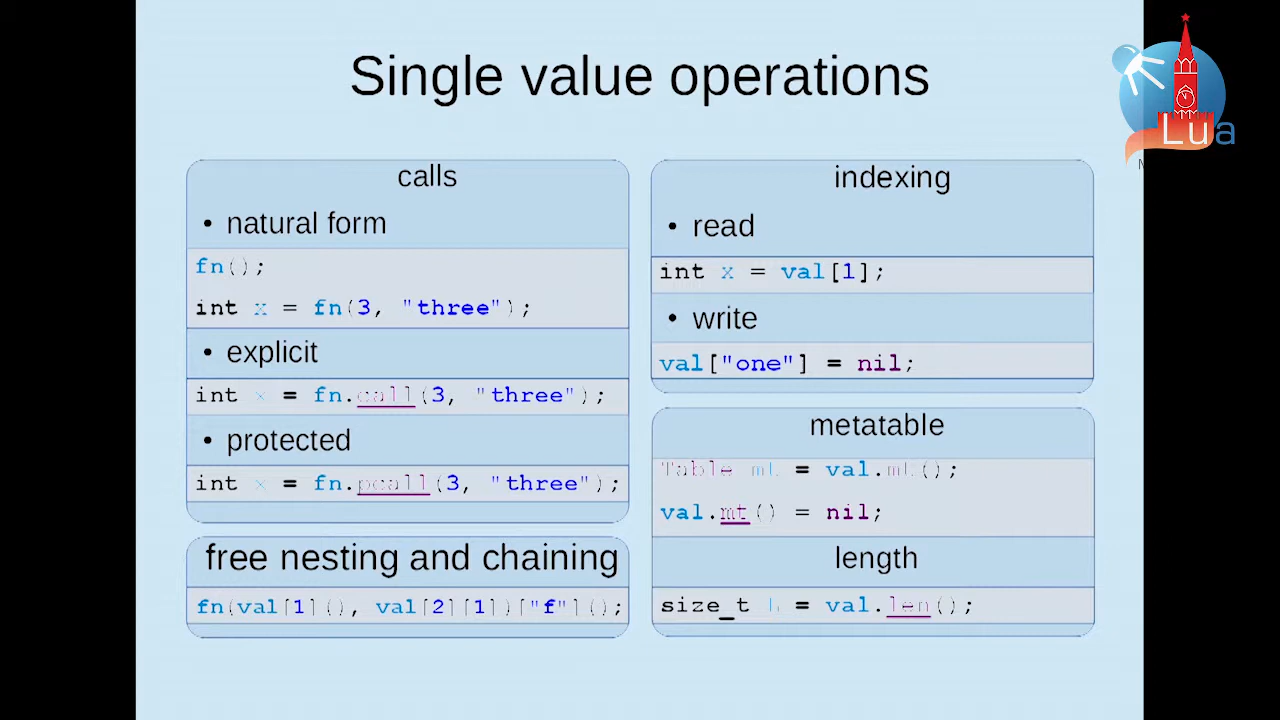 Single value operations
calls
• natural form
fn();
int x = fn(3, "three");
• explicit
int x = fn.call(3, "three");
• protected
int x = fn.pcall(3, "three");
free nesting and chaining
fn(val[1](), val[2][1])["f"]();
indexing
• read
int x = val[1];
• write
val["one"] = nil;
metatable
Table mt = val.mt();
val.mt() = nil;
length
size_t = val.len();
Lua